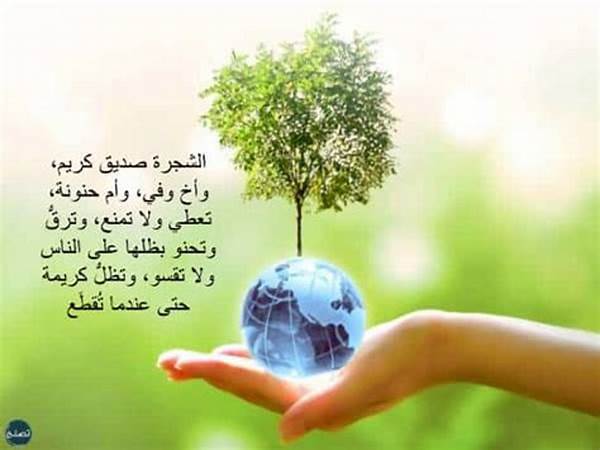 الشجرة صديق كريم،
وأخ وفي، وأم حنونة،
تعطي ولا تمنع، وترقُّ
وتحنو بظلها على الناس
ولا تقسو، وتظلُّ كريمة
حتى عندما تُقطَع